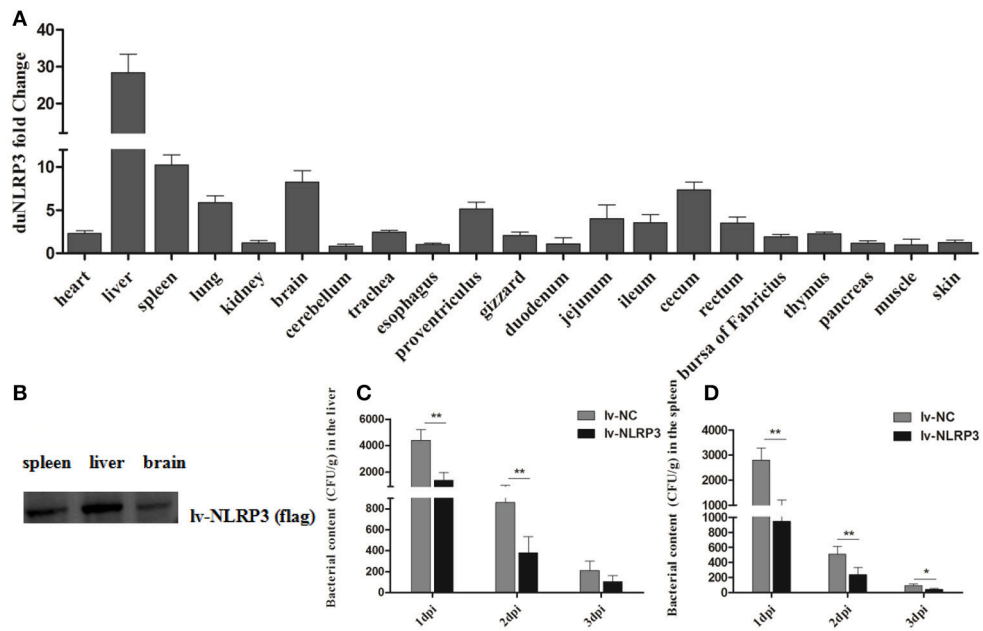 A
duNLRP3 fold Change
40
30
20
10
5
0
heart
liver
spleen
lung
kidney
brain
cerebellum
trachea
esophagus
proventriculus
gizzard
duodenum
jejunum
ileum
cecum
rectum
bursa of Fabricius
thymus
pancreas
muscle
skin
B
spleen liver brain
lv-NLRP3 (flag)
C
Bacterial content (CFU/g) in the liver
6000
4000
2000
800
600
400
200
0
**
**
lv-NC
lv-NLRP3
1dpi
2dpi
3dpi
D
Bacterial content (CFU/g) in the spleen
4000
3000
2000
1000
1000
800
600
400
200
0
**
**
*
lv-NC
lv-NLRP3
1dpi
2dpi
3dpi